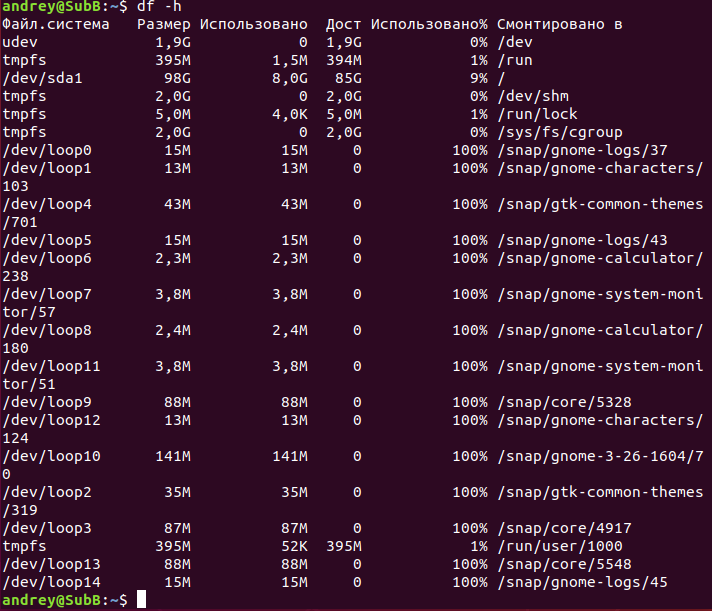 andrey@SubB:~$ df -h
Файл.система   Размер Использовано  Дост Использовано% Смонтировано в
udev             1,9G            0  1,9G            0% /dev
tmpfs            395M         1,5M  394M            1% /run
/dev/sda1         98G         8,0G   85G            9% /
tmpfs            2,0G            0  2,0G            0% /dev/shm
tmpfs            5,0M         4,0K  5,0M            1% /run/lock
tmpfs            2,0G            0  2,0G            0% /sys/fs/cgroup
/dev/loop0        15M          15M     0          100% /snap/gnome-logs/37
/dev/loop1        13M          13M     0          100% /snap/gnome-characters/
103
/dev/loop4        43M          43M     0          100% /snap/gtk-common-themes
/701
/dev/loop5        15M          15M     0          100% /snap/gnome-logs/43
/dev/loop6       2,3M         2,3M     0          100% /snap/gnome-calculator/
238
/dev/loop7       3,8M         3,8M     0          100% /snap/gnome-system-moni
tor/57
/dev/loop8       2,4M         2,4M     0          100% /snap/gnome-calculator/
180
/dev/loop11      3,8M         3,8M     0          100% /snap/gnome-system-moni
tor/51
/dev/loop9        88M          88M     0          100% /snap/core/5328
/dev/loop12       13M          13M     0          100% /snap/gnome-characters/
124
/dev/loop10      141M         141M     0          100% /snap/gnome-3-26-1604/7
0
/dev/loop2        35M          35M     0          100% /snap/gtk-common-themes
/319
/dev/loop3        87M          87M     0          100% /snap/core/4917
tmpfs            395M          52K  395M            1% /run/user/1000
/dev/loop13       88M          88M     0          100% /snap/core/5548
/dev/loop14       15M          15M     0          100% /snap/gnome-logs/45
andrey@SubB:~$